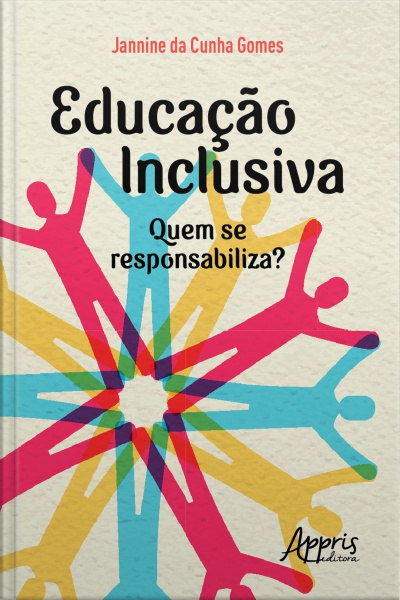 Jannine da Cunha Gomes
Educação
Inclusiva
Quem se
responsabiliza?
Appris
editora